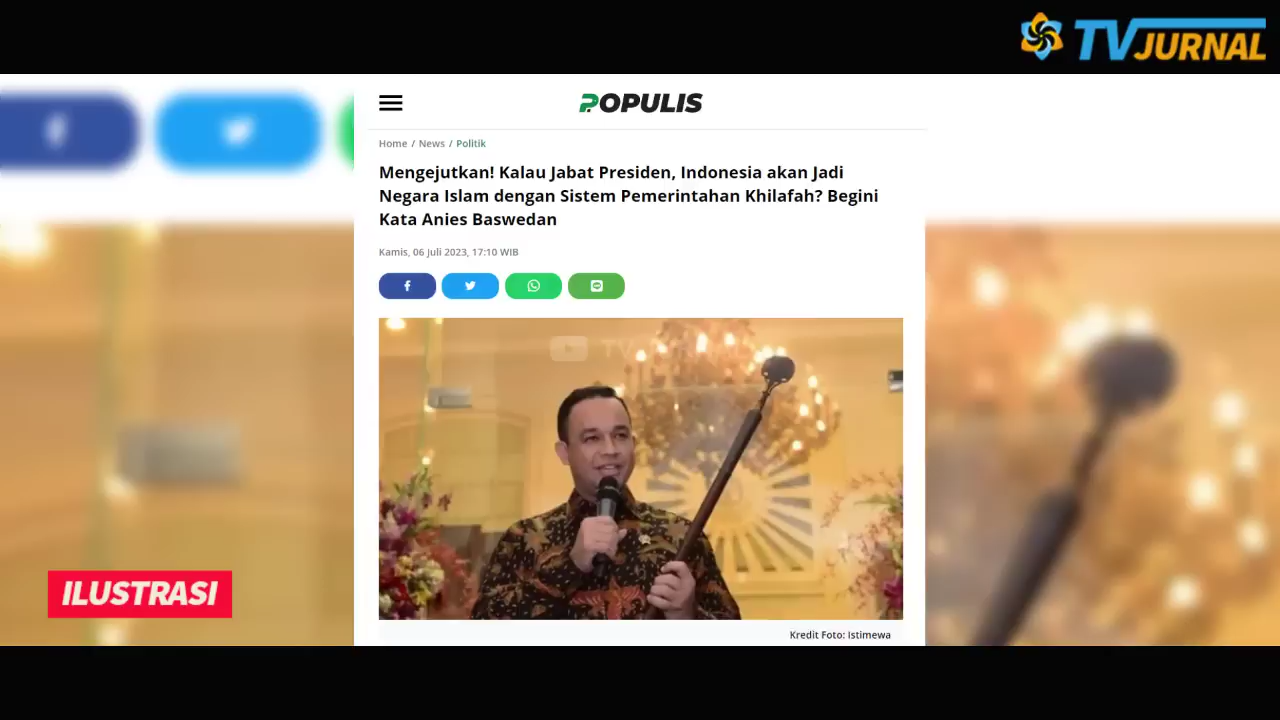 TVJURNAL
POPULIS
Home / News / Politik
Mengejutkan! Kalau Jabat Presiden, Indonesia akan Jadi
Negara Islam dengan Sistem Pemerintahan Khilafah? Begini
Kata Anies Baswedan
Kamis, 06 Juli 2023, 17:10 WIB
ILUSTRASI
Kredit Foto: Istimewa